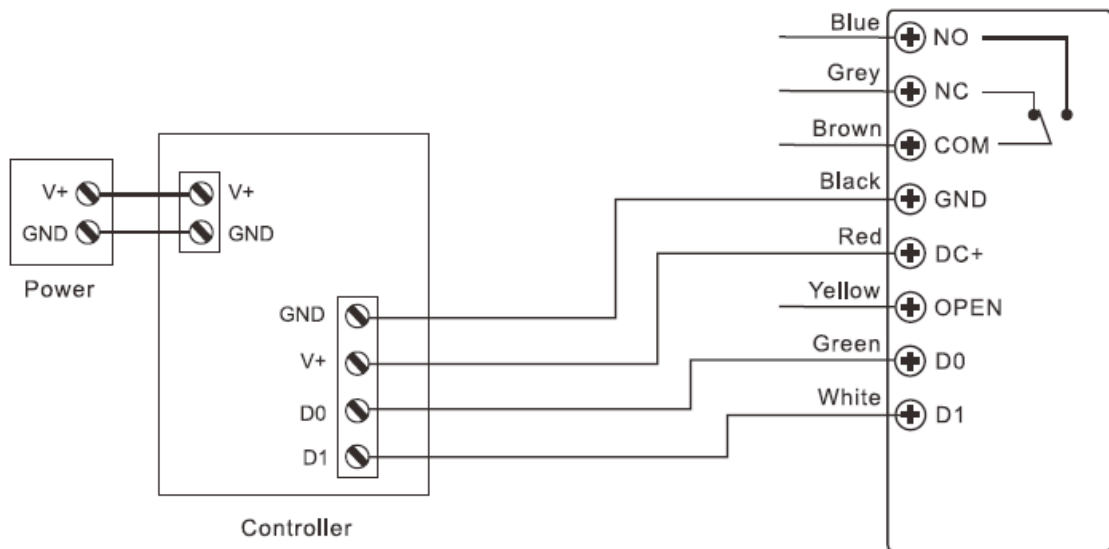 Blue NO
Grey NC
Brown COM
Black GND
Red DC+
Yellow OPEN
Green D0
White D1
V+ V+
GND GND
Power
GND
V+
D0
D1
Controller